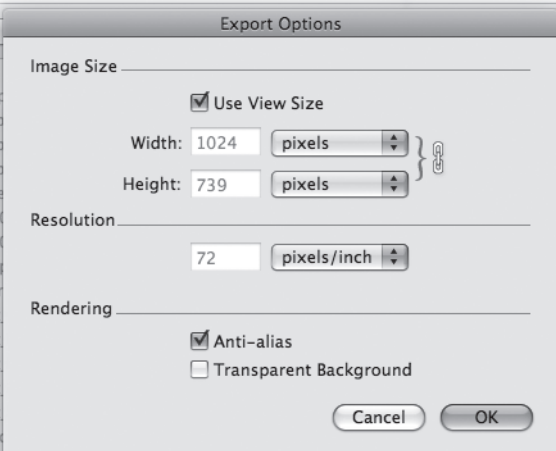 Export Options
Image Size
Use View Size
Width: 1024 pixels
Height: 739 pixels
Resolution
72 pixels/inch
Rendering
Anti-alias
Transparent Background
Cancel OK